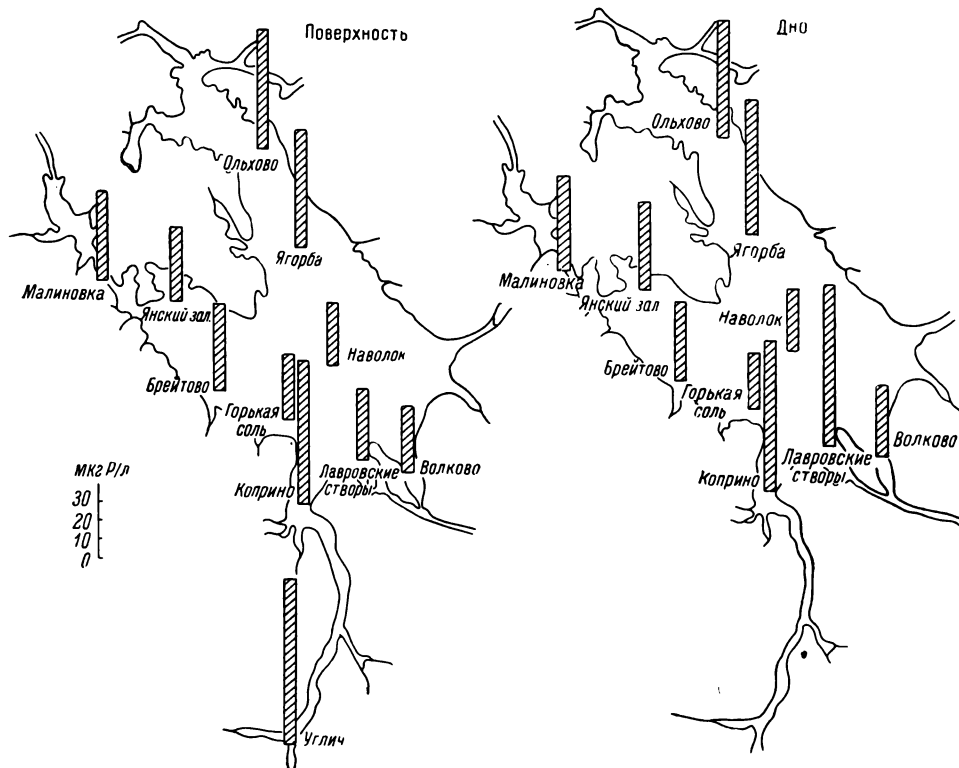 Поверхность
Ольхово
Ягорба
Малиновка
Янский зал.
Наволок
Брейтово
Горькая
соль
Лавровские
створы
Волково
Коприно
мкг P/л
30
20
10
0
Углич
Дно
Ольхово
Ягорба
Малиновка
Янский зал
Наволок
Брейтово
Горькая
соль
Волково
Лавровские
створы
Коприно